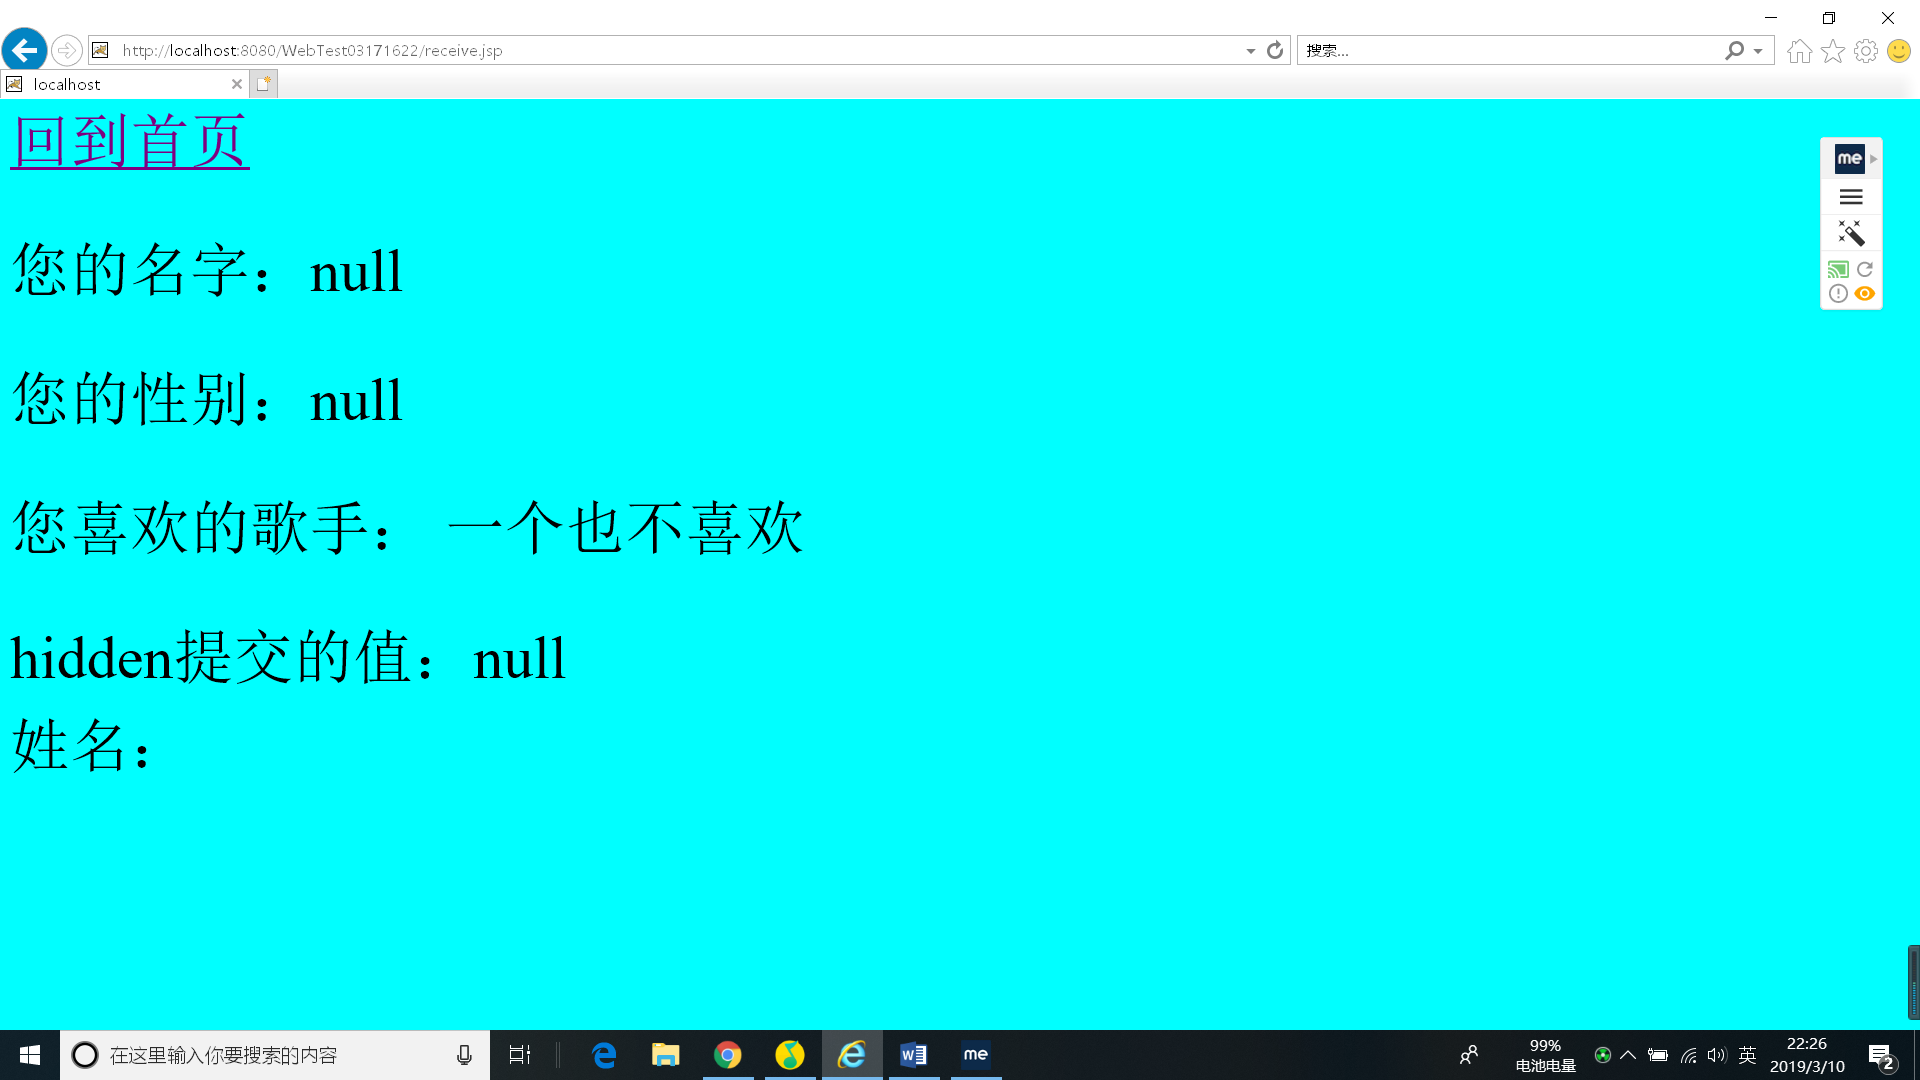 http://localhost:8080/WebTest03171622/receive.jsp
搜索...
localhost
回到首页
me
您的名字：null
您的性别：null
您喜欢的歌手： 一个也不喜欢
hidden提交的值：null
姓名：
在这里输入你要搜索的内容
me
99%
电池电量
英
22:26
2019/3/10
2